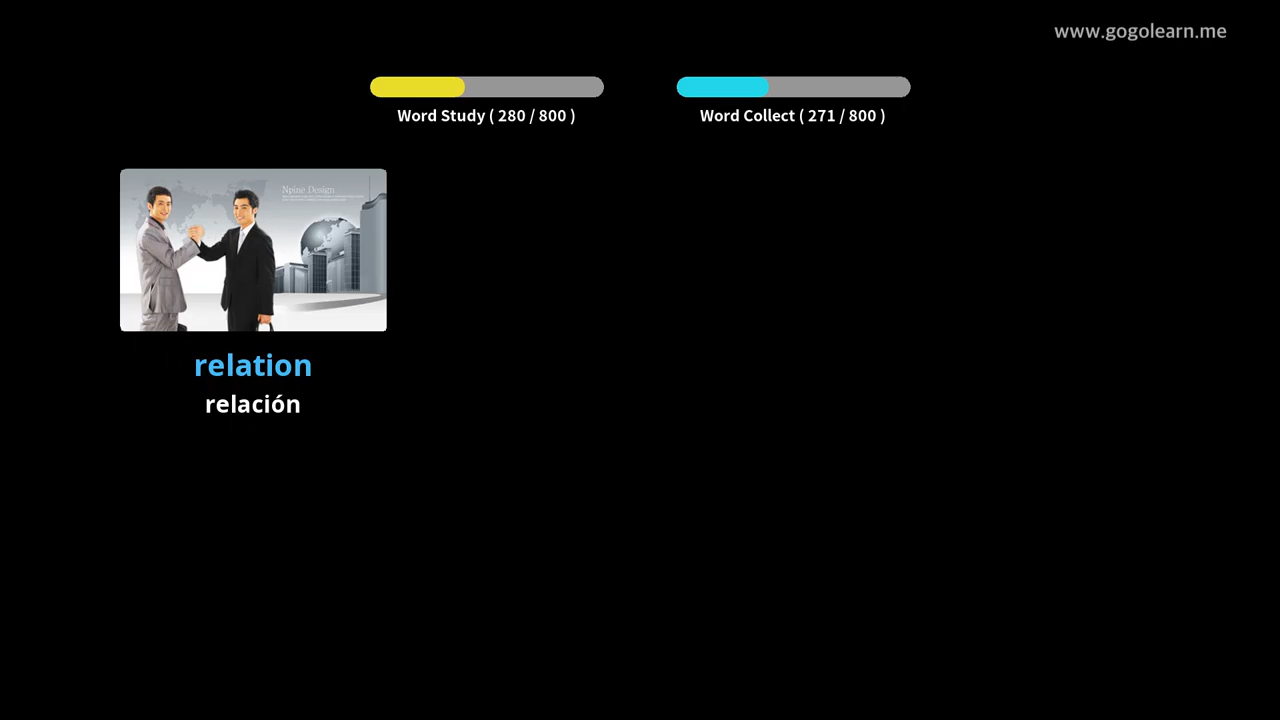 www.gogolearn.me
Word Study ( 280 / 800 )
Word Collect ( 271 / 800 )
Npine Design
relation
relación